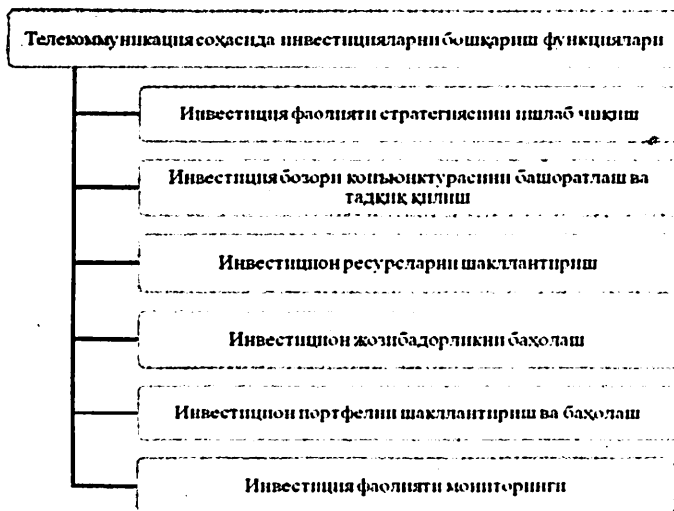 Телекоммуникация соҳасида инвестицияларни бошқариш функциялари
Инвестиция фаолияти стратегиясини ишлаб чиқиш
Инвестиция бозори конъюнктурасини башоратлаш ва
тадқиқ қилиш
Инвестицион ресурсларни шакллантириш
Инвестицион жозибадорликни баҳолаш
Инвестицион портфелни шакллантириш ва баҳолаш
Инвестиция фаолияти мониторинги